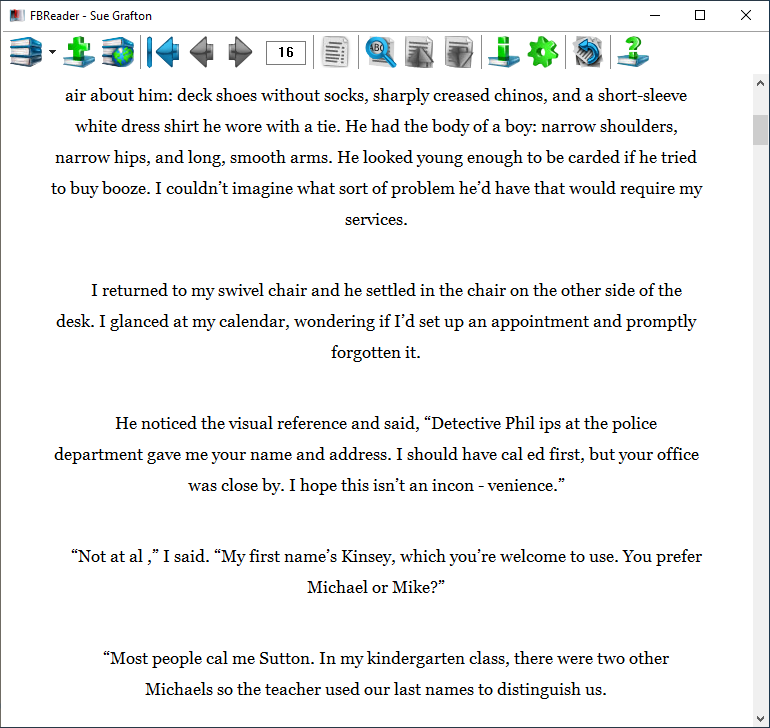 FBReader - Sue Grafton
16
ABC
air about him: deck shoes without socks, sharply creased chinos, and a short-sleeve
white dress shirt he wore with a tie. He had the body of a boy: narrow shoulders,
narrow hips, and long, smooth arms. He looked young enough to be carded if he tried
to buy booze. I couldn’t imagine what sort of problem he’d have that would require my
services.
I returned to my swivel chair and he settled in the chair on the other side of the
desk. I glanced at my calendar, wondering if I’d set up an appointment and promptly
forgotten it.
He noticed the visual reference and said, “Detective Phil ips at the police
department gave me your name and address. I should have cal ed first, but your office
was close by. I hope this isn’t an incon - venience.”
“Not at al ,” I said. “My first name’s Kinsey, which you’re welcome to use. You prefer
Michael or Mike?”
“Most people cal me Sutton. In my kindergarten class, there were two other
Michaels so the teacher used our last names to distinguish us.